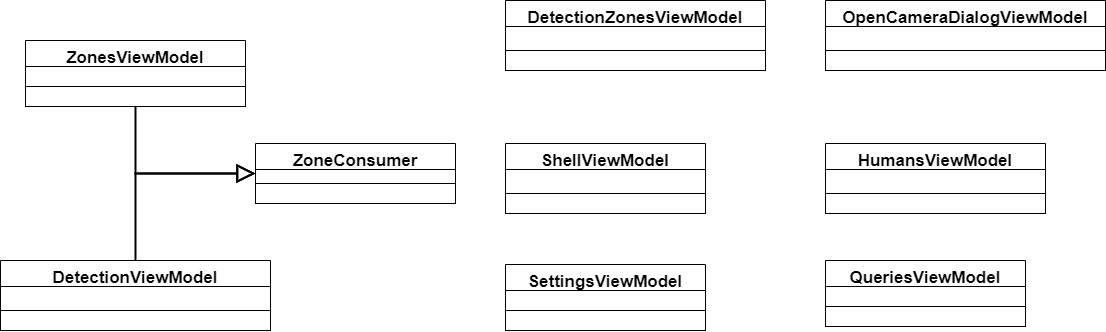 DetectionZonesViewModel
OpenCameraDialogViewModel
ZonesViewModel
ZoneConsumer
ShellViewModel
HumansViewModel
DetectionViewModel
SettingsViewModel
QueriesViewModel